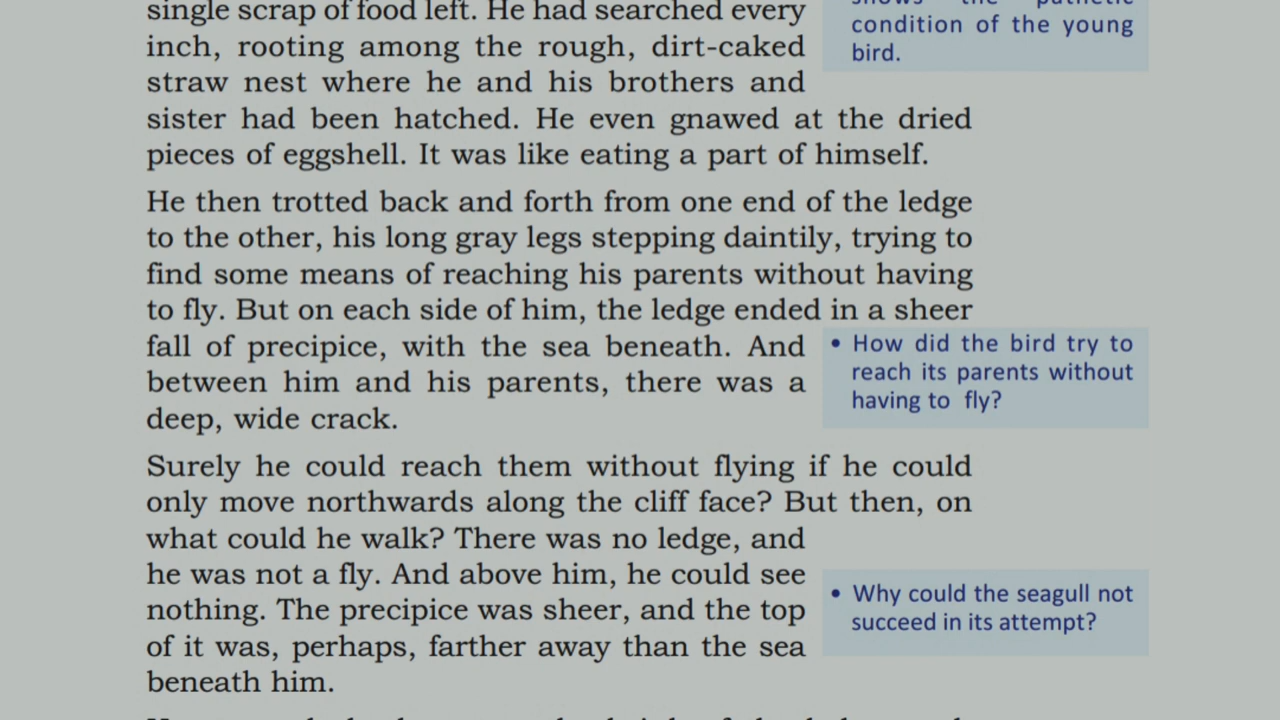 single scrap of food left. He had searched every
inch, rooting among the rough, dirt-caked
straw nest where he and his brothers and
sister had been hatched. He even gnawed at the dried
pieces of eggshell. It was like eating a part of himself.
shows the pathetic
condition of the young
bird.
He then trotted back and forth from one end of the ledge
to the other, his long gray legs stepping daintily, trying to
find some means of reaching his parents without having
to fly. But on each side of him, the ledge ended in a sheer
fall of precipice, with the sea beneath. And
between him and his parents, there was a
deep, wide crack.
• How did the bird try to
reach its parents without
having to fly?
Surely he could reach them without flying if he could
only move northwards along the cliff face? But then, on
what could he walk? There was no ledge, and
he was not a fly. And above him, he could see
nothing. The precipice was sheer, and the top
of it was, perhaps, farther away than the sea
beneath him.
• Why could the seagull not
succeed in its attempt?